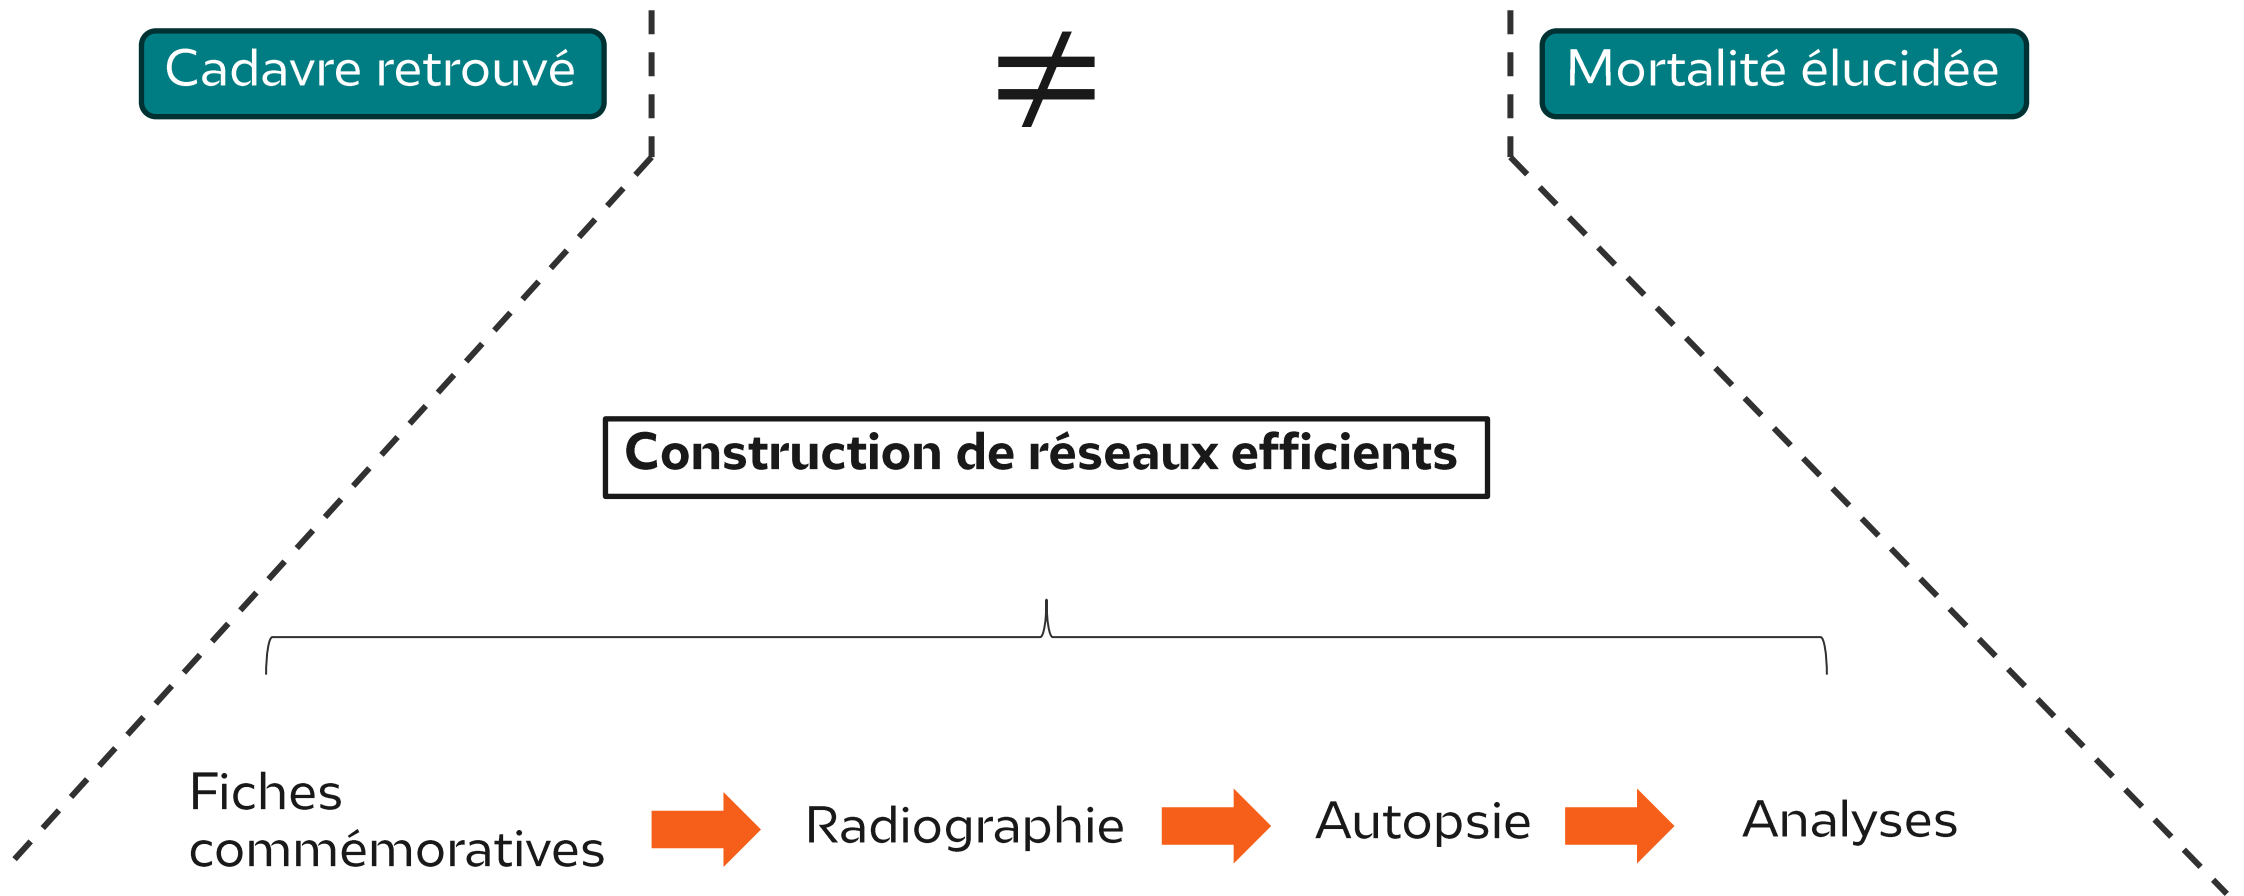 Cadavre retrouvé
≠
Mortalité élucidée
Construction de réseaux efficients
Fiches
commémoratives
Radiographie
Autopsie
Analyses